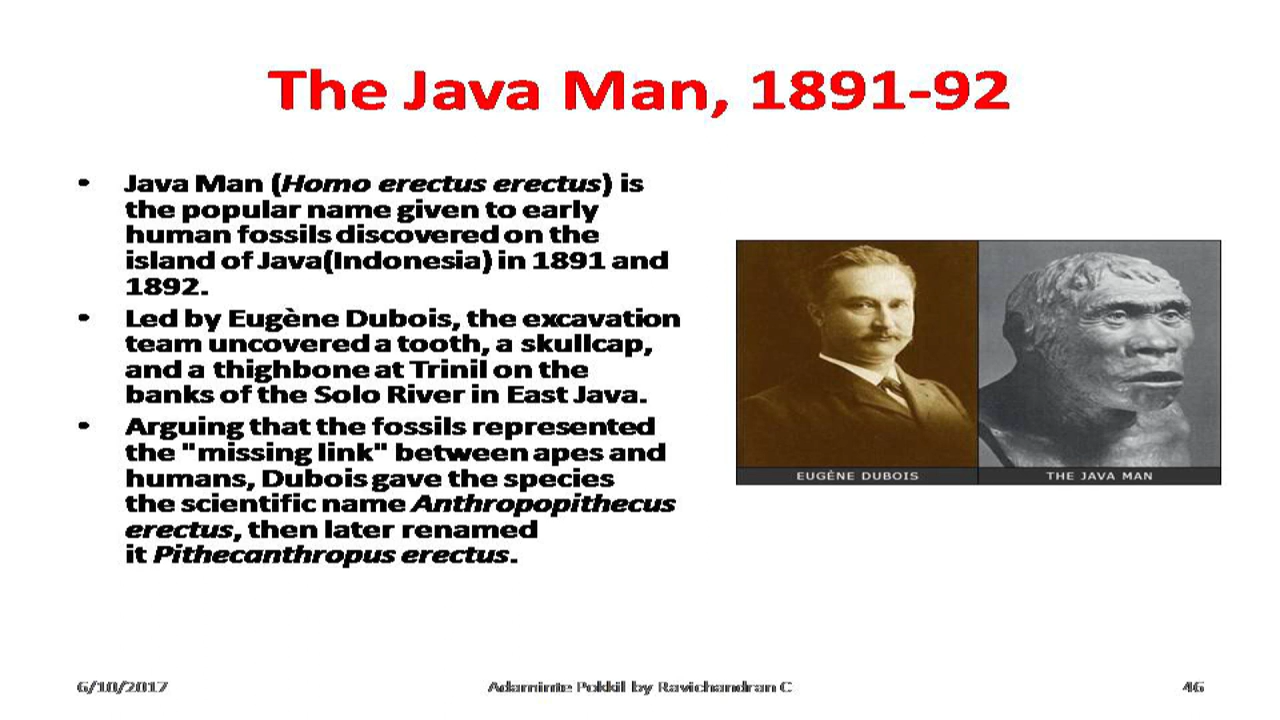 The Java Man, 1891-92
• Java Man (Homo erectus erectus) is
the popular name given to early
human fossils discovered on the
island of Java(Indonesia) in 1891 and
1892.
• Led by Eugène Dubois, the excavation
team uncovered a tooth, a skullcap,
and a thighbone at Trinil on the
banks of the Solo River in East Java.
• Arguing that the fossils represented
the "missing link" between apes and
humans, Dubois gave the species
the scientific name Anthropopithecus
erectus, then later renamed
it Pithecanthropus erectus.
EUGÈNE DUBOIS
THE JAVA MAN
6/10/2017
Adaminte Pokkil by Ravichandran C
46